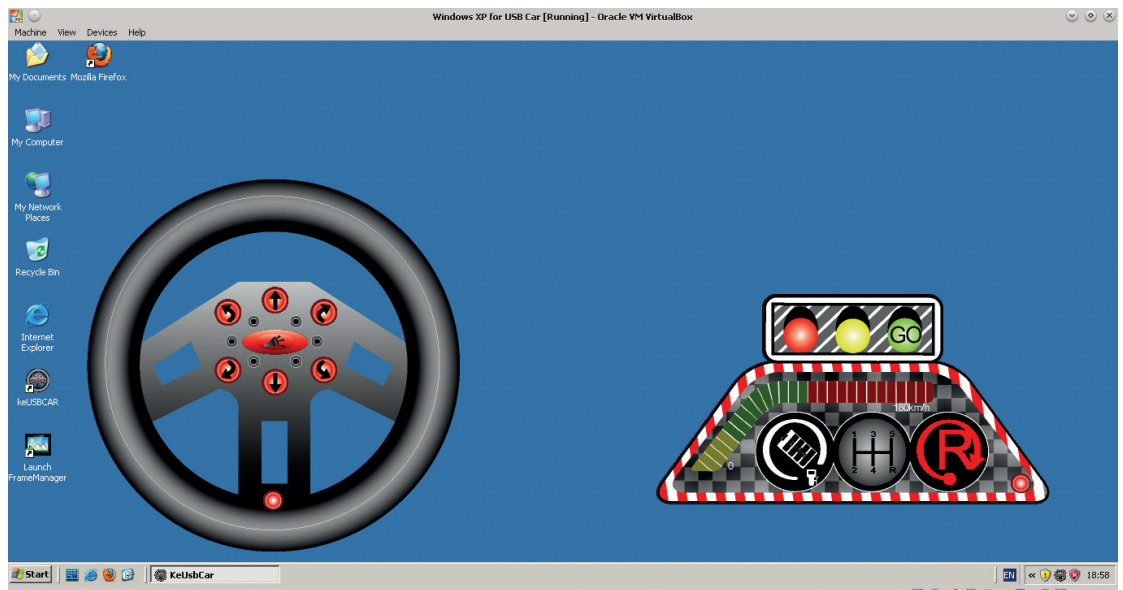 Windows XP for USB Car [Running] - Oracle VM VirtualBox
Machine View Devices Help
My Documents Mozilla Firefox
My Computer
My Network
Places
Recycle Bin
Internet
Explorer
keUSBCAR
Launch
FrameManager
GO
180km/h
0
1 3 5
2 4 R
R
Start KeUsbCar EN « 18:58